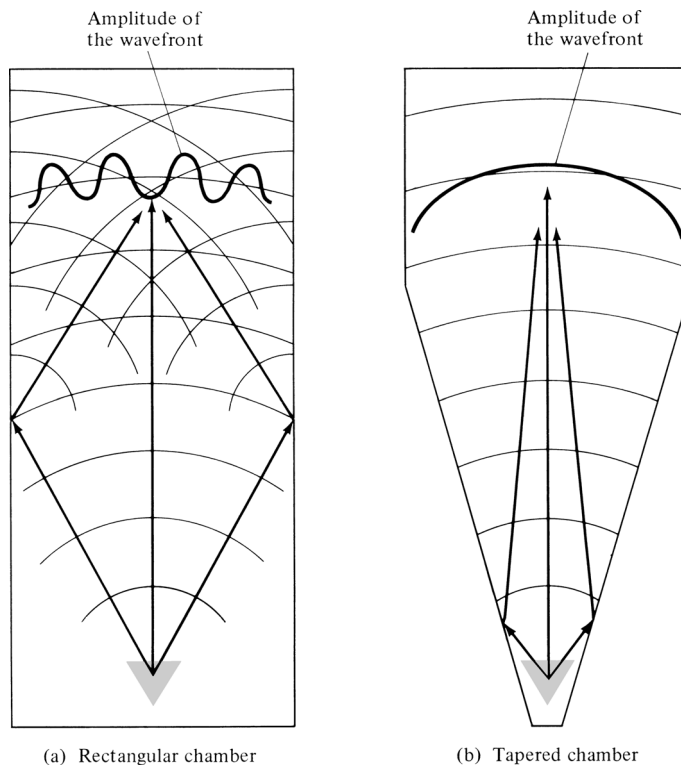 Amplitude of
the wavefront
Amplitude of
the wavefront
(a) Rectangular chamber
(b) Tapered chamber